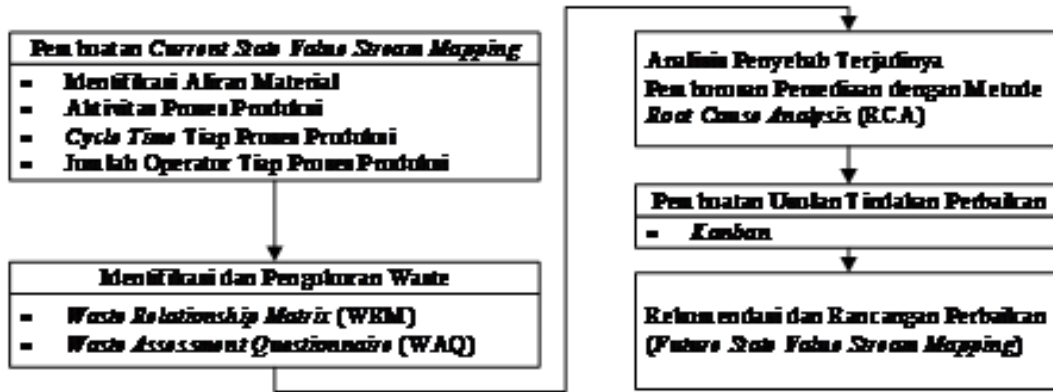 Pembuatan Current State Value Stream Mapping
- Identifikasi Aliran Material
- Aktivitas Proses Produksi
- Cycle Time Tiap Proses Produksi
- Jumlah Operator Tiap Proses Produksi
Identifikasi dan Pengukuran Waste
- Waste Relationship Matrix (WRM)
- Waste Assessment Questionnaire (WAQ)
Analisis Penyebab Terjadinya
Pemborosan Persediaan dengan Metode
Root Cause Analysis (RCA)
Pembuatan Usulan Tindakan Perbaikan
- Kanban
Rekomendasi dan Rancangan Perbaikan
(Future State Value Stream Mapping)